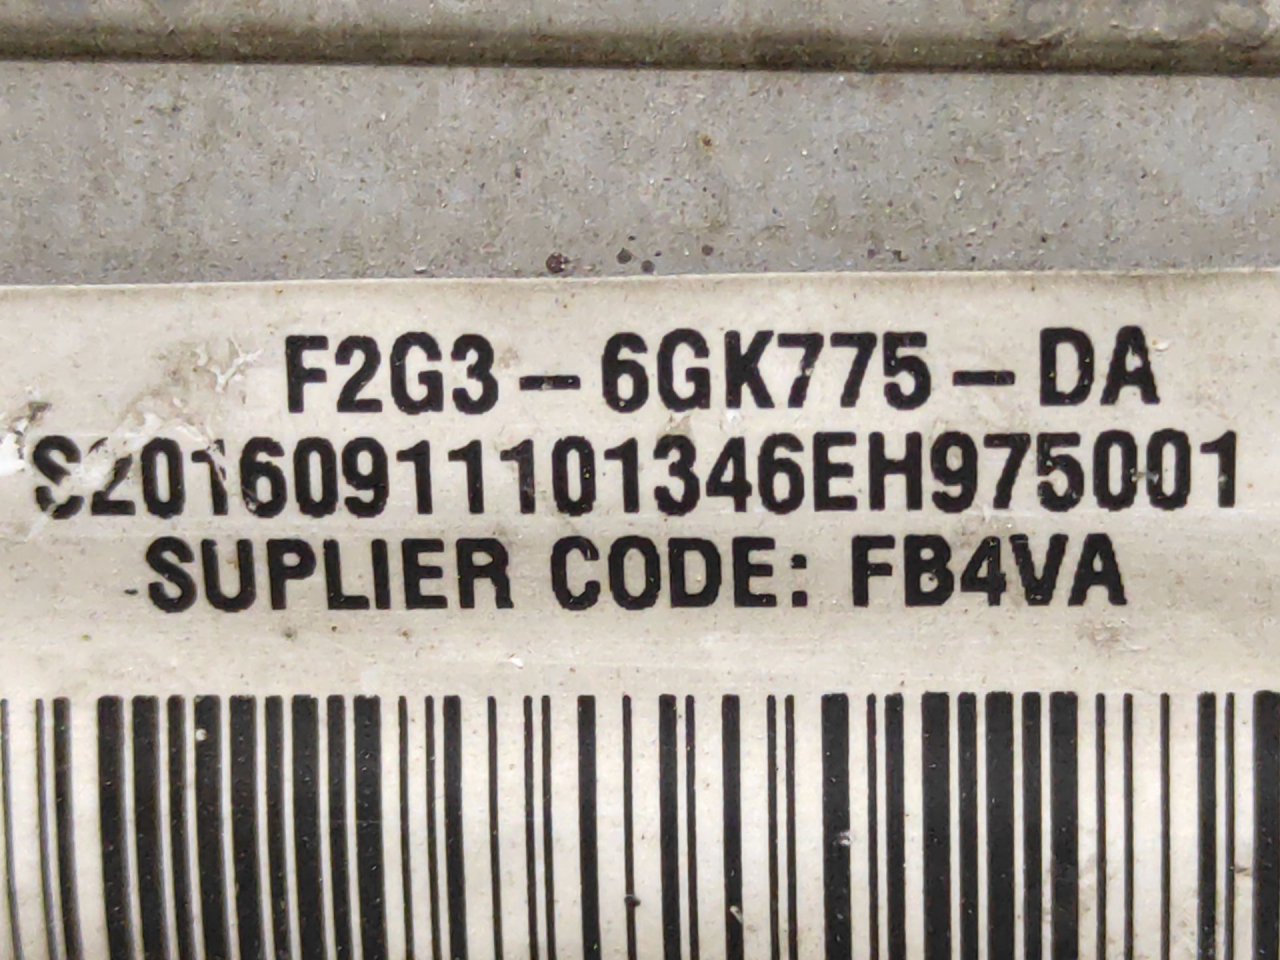 F2G3-6GK775-DA
S201609111101346EH975001
SUPLIER CODE: FB4VA